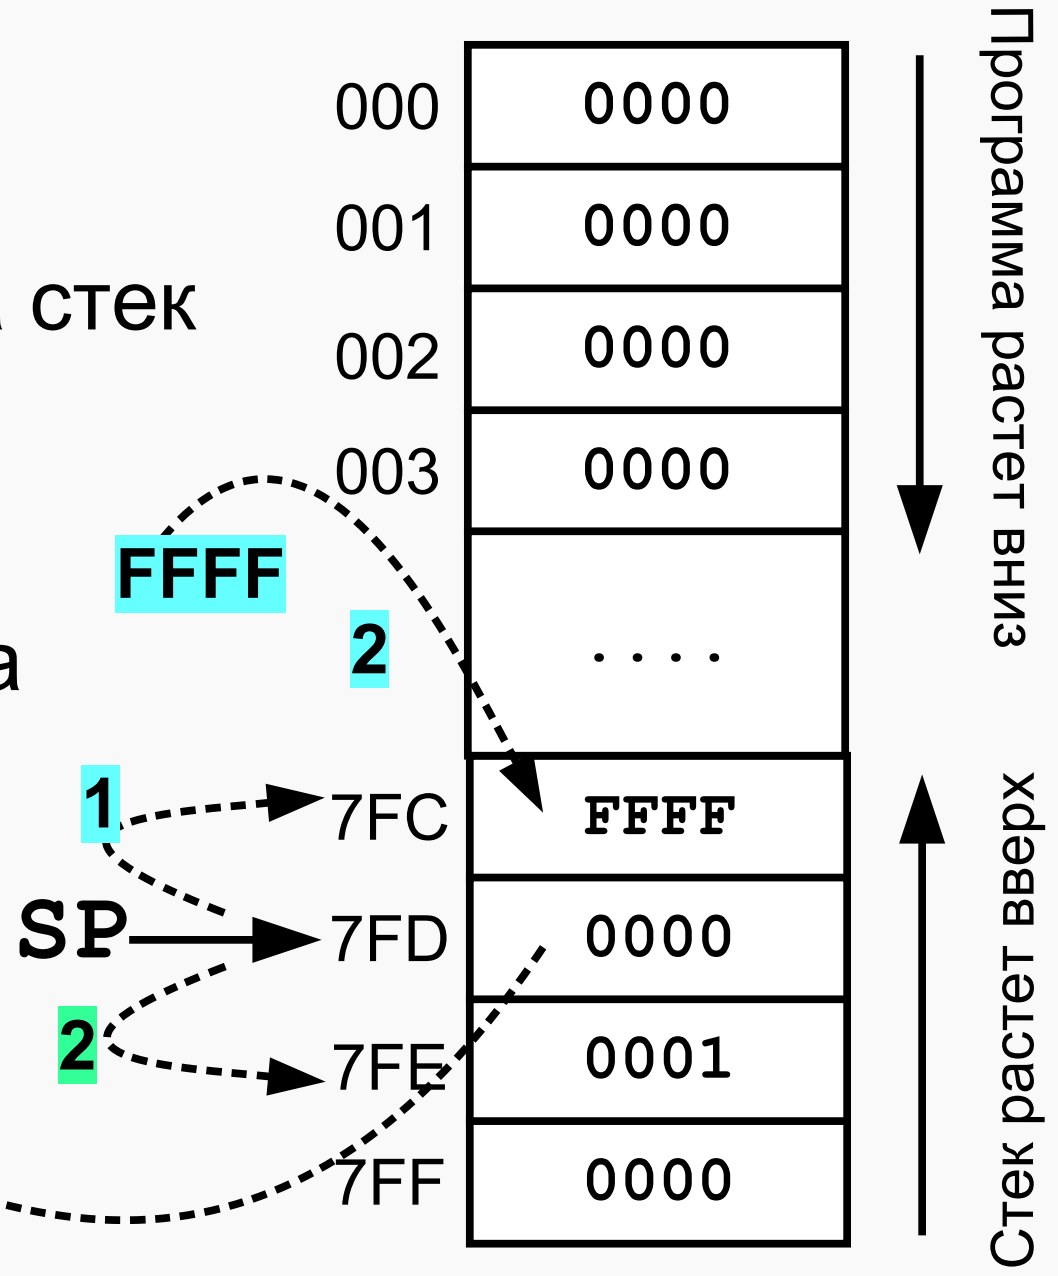 000 0000
001 0000
стек
002 0000
003 0000
FFFF
2
....
а
1
7FC FFFF
SP 7FD 0000
2
7FE 0001
7FF 0000
Программа растет вниз
Стек растет вверх